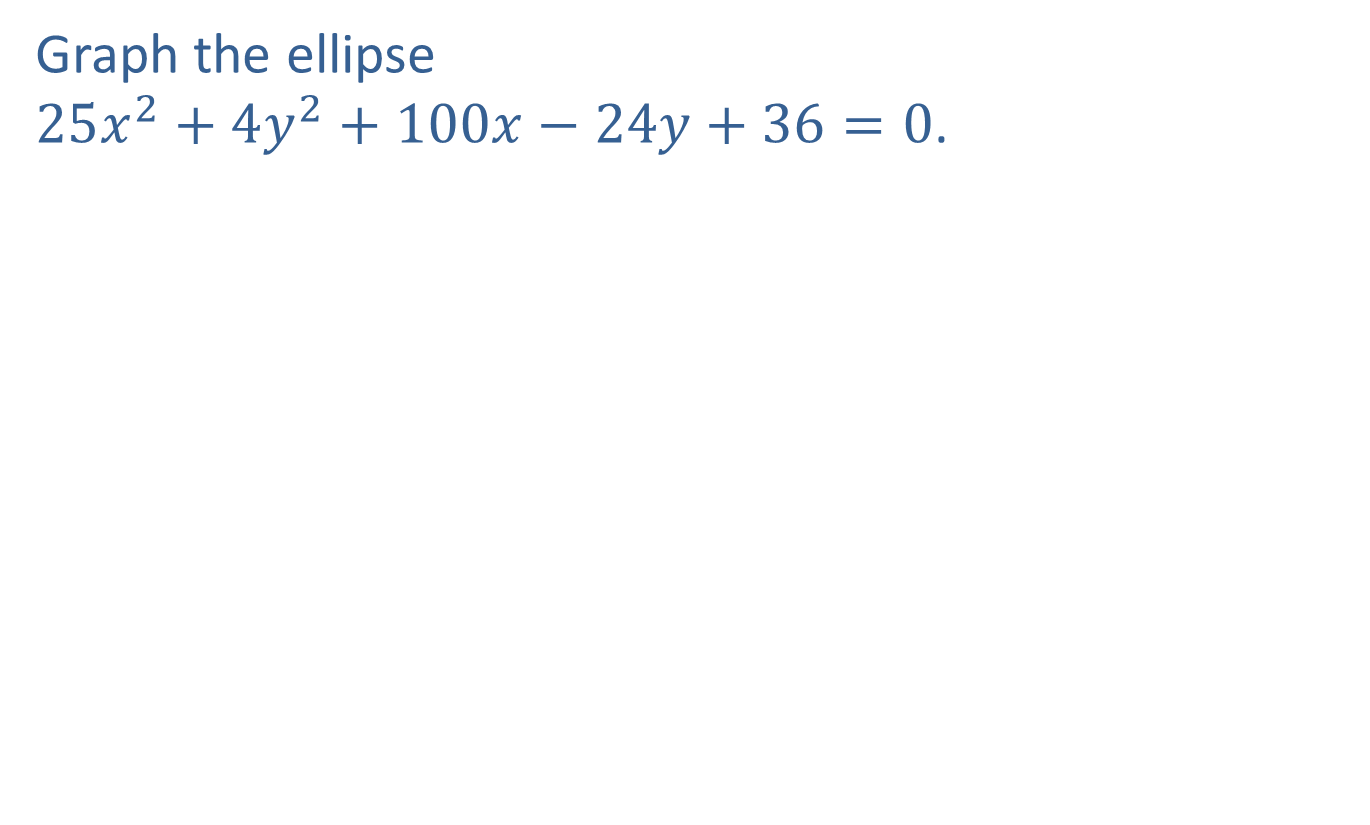 Graph the ellipse
25x² + 4y² + 100x − 24y + 36 = 0.